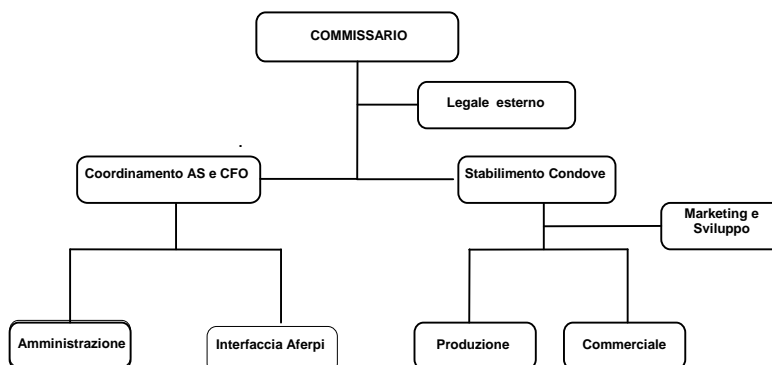 COMMISSARIO
Legale esterno
Coordinamento AS e CFO
Stabilimento Condove
Marketing e
Sviluppo
Amministrazione
Interfaccia Aferpi
Produzione
Commerciale